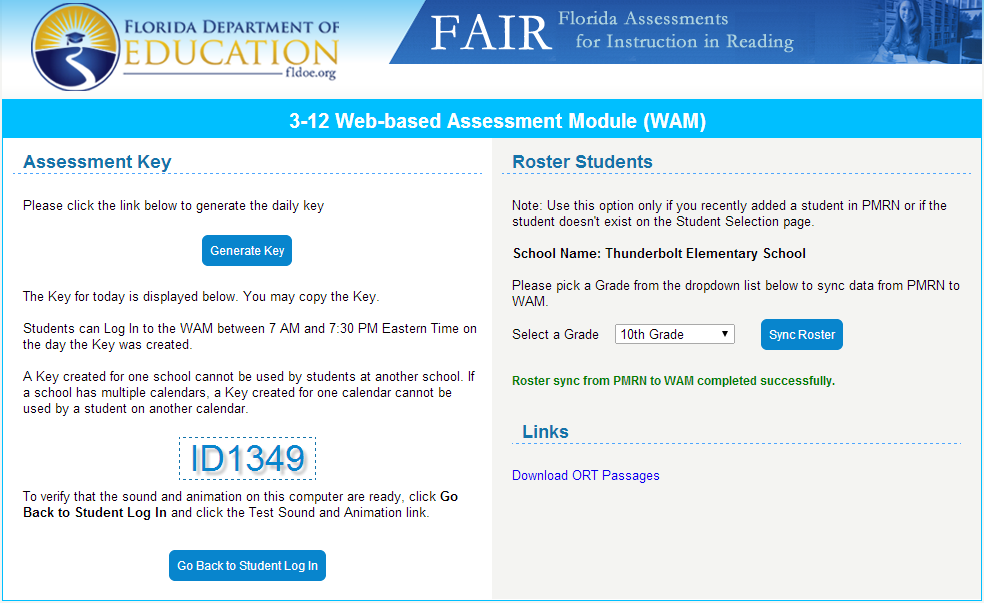 FLORIDA DEPARTMENT OF
EDUCATION
fldoe.org
FAIR
Florida Assessments
for Instruction in Reading
3-12 Web-based Assessment Module (WAM)
Assessment Key
Please click the link below to generate the daily key
Generate Key
The Key for today is displayed below. You may copy the Key.
Students can Log In to the WAM between 7 AM and 7:30 PM Eastern Time on
the day the Key was created.
A Key created for one school cannot be used by students at another school. If
a school has multiple calendars, a Key created for one calendar cannot be
used by a student on another calendar.
ID1349
To verify that the sound and animation on this computer are ready, click Go
Back to Student Log In and click the Test Sound and Animation link.
Go Back to Student Log In
Roster Students
Note: Use this option only if you recently added a student in PMRN or if the
student doesn't exist on the Student Selection page.
School Name: Thunderbolt Elementary School
Please pick a Grade from the dropdown list below to sync data from PMRN to
WAM.
Select a Grade 10th Grade Sync Roster
Roster sync from PMRN to WAM completed successfully.
Links
Download ORT Passages